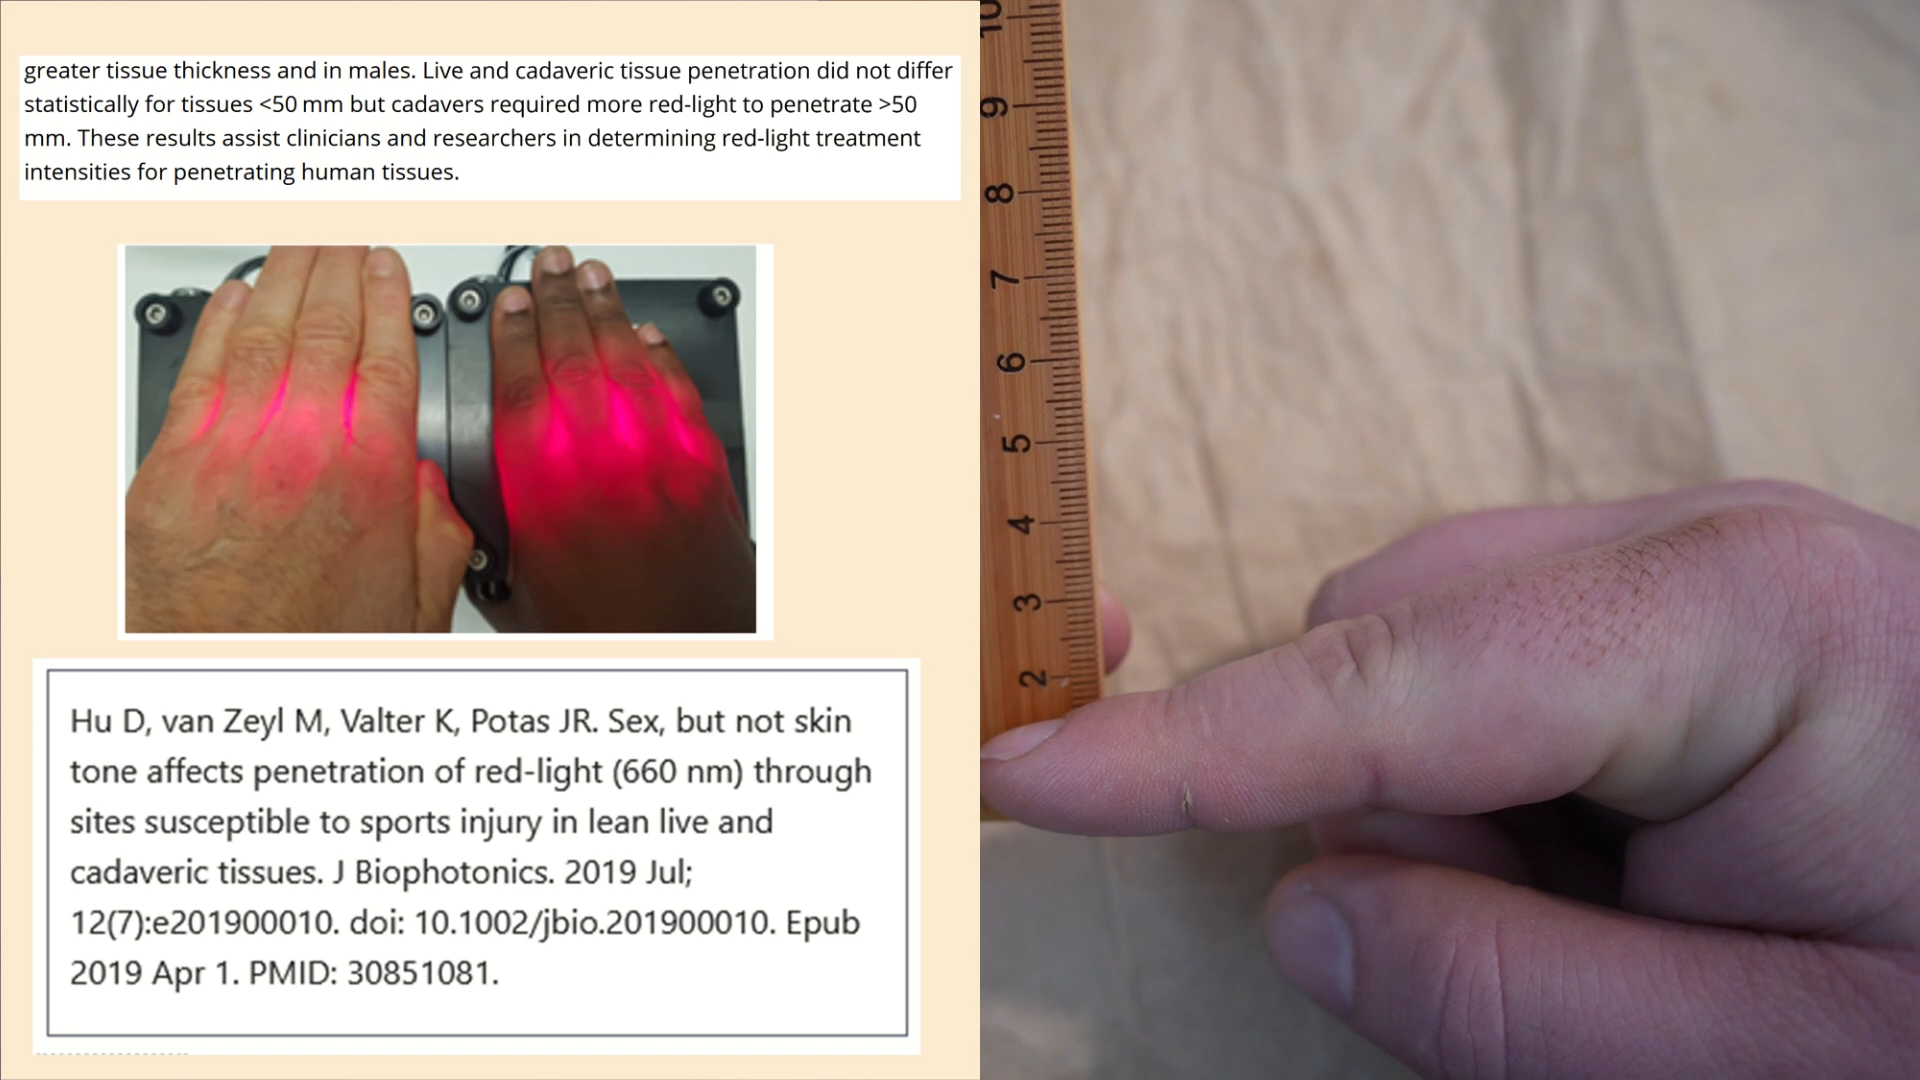 greater tissue thickness and in males. Live and cadaveric tissue penetration did not differ
statistically for tissues <50 mm but cadavers required more red-light to penetrate >50
mm. These results assist clinicians and researchers in determining red-light treatment
intensities for penetrating human tissues.
Hu D, van Zeyl M, Valter K, Potas JR. Sex, but not skin
tone affects penetration of red-light (660 nm) through
sites susceptible to sports injury in lean live and
cadaveric tissues. J Biophotonics. 2019 Jul;
12(7):e201900010. doi: 10.1002/jbio.201900010. Epub
2019 Apr 1. PMID: 30851081.
10
9
8
7
6
5
4
3
2